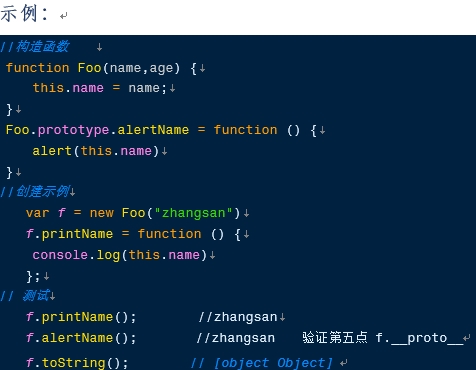 示例：
//构造函数
function Foo(name,age) {
this.name = name;
}
Foo.prototype.alertName = function () {
alert(this.name)
}
//创建示例
var f = new Foo("zhangsan")
f.printName = function () {
console.log(this.name)
};
// 测试
f.printName(); //zhangsan
f.alertName(); //zhangsan 验证第五点 f.__proto__
f.toString(); // [object Object]